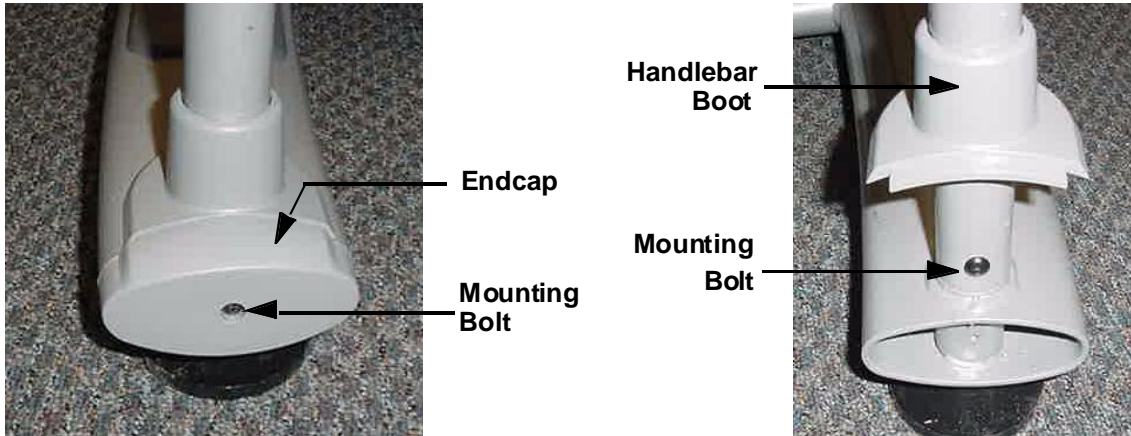 Endcap
Mounting
Bolt
Handlebar
Boot
Mounting
Bolt